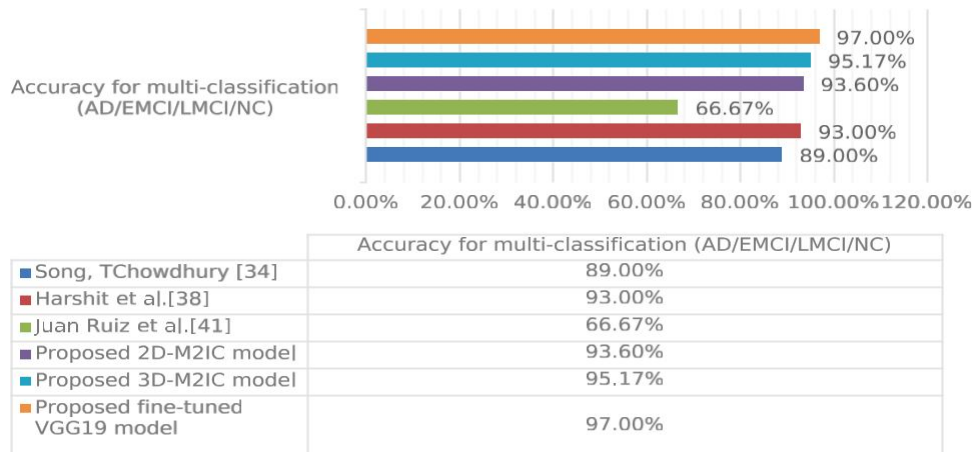 97.00%
95.17%
Accuracy for multi-classification
(AD/EMCI/LMCI/NC)
93.60%
66.67%
93.00%
89.00%
0.00% 20.00% 40.00% 60.00% 80.00% 100.00% 120.00%
Accuracy for multi-classification (AD/EMCI/LMCI/NC)
Song, TChowdhury [34] 89.00%
Harshit et al.[38] 93.00%
Juan Ruiz et al.[41] 66.67%
Proposed 2D-M2IC model 93.60%
Proposed 3D-M2IC model 95.17%
Proposed fine-tuned
VGG19 model 97.00%